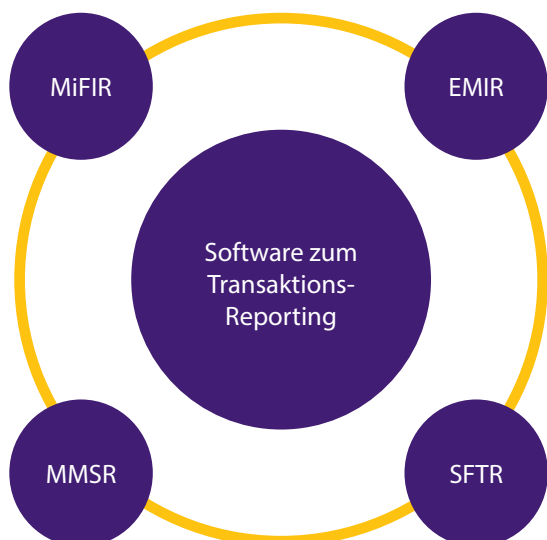 MiFIR
EMIR
Software zum
Transaktions-
Reporting
MMSR
SFTR